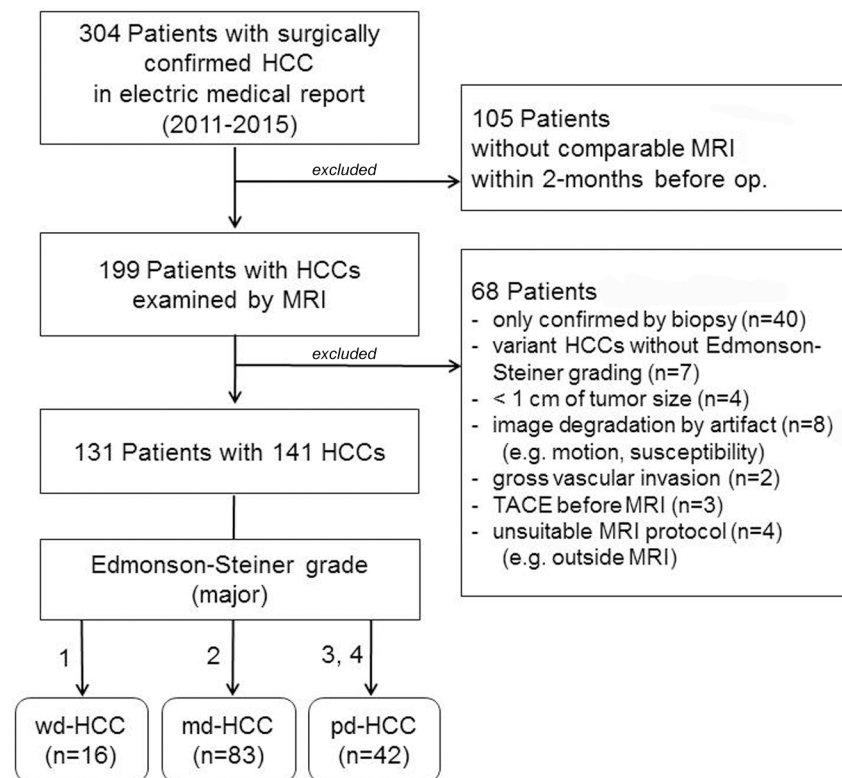 304 Patients with surgically
confirmed HCC
in electric medical report
(2011-2015)
105 Patients
without comparable MRI
within 2-months before op.
excluded
199 Patients with HCCs
examined by MRI
68 Patients
- only confirmed by biopsy (n=40)
- variant HCCs without Edmonson-
Steiner grading (n=7)
- < 1 cm of tumor size (n=4)
- image degradation by artifact (n=8)
(e.g. motion, susceptibility)
- gross vascular invasion (n=2)
- TACE before MRI (n=3)
- unsuitable MRI protocol (n=4)
(e.g. outside MRI)
excluded
131 Patients with 141 HCCs
Edmonson-Steiner grade
(major)
1
2
3, 4
wd-HCC
(n=16)
md-HCC
(n=83)
pd-HCC
(n=42)